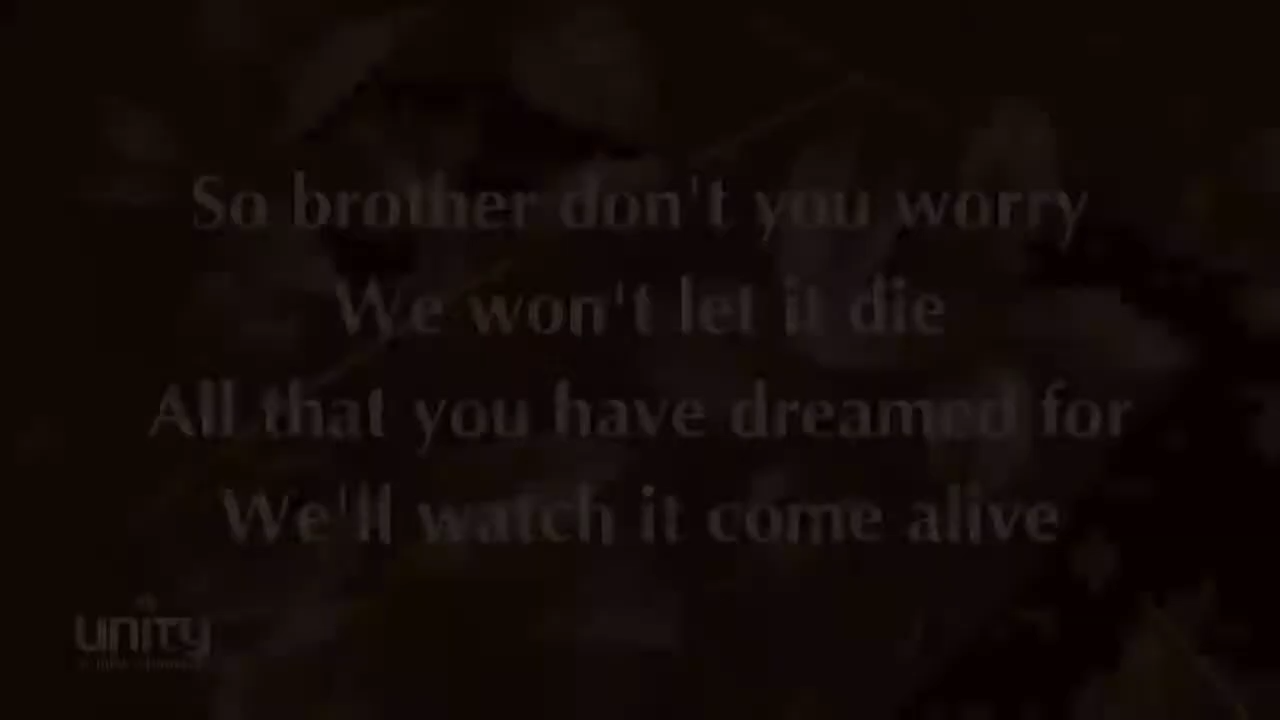 So brother don't you worry
We won't let it die
All that you have dreamed for
We'll watch it come alive
unity